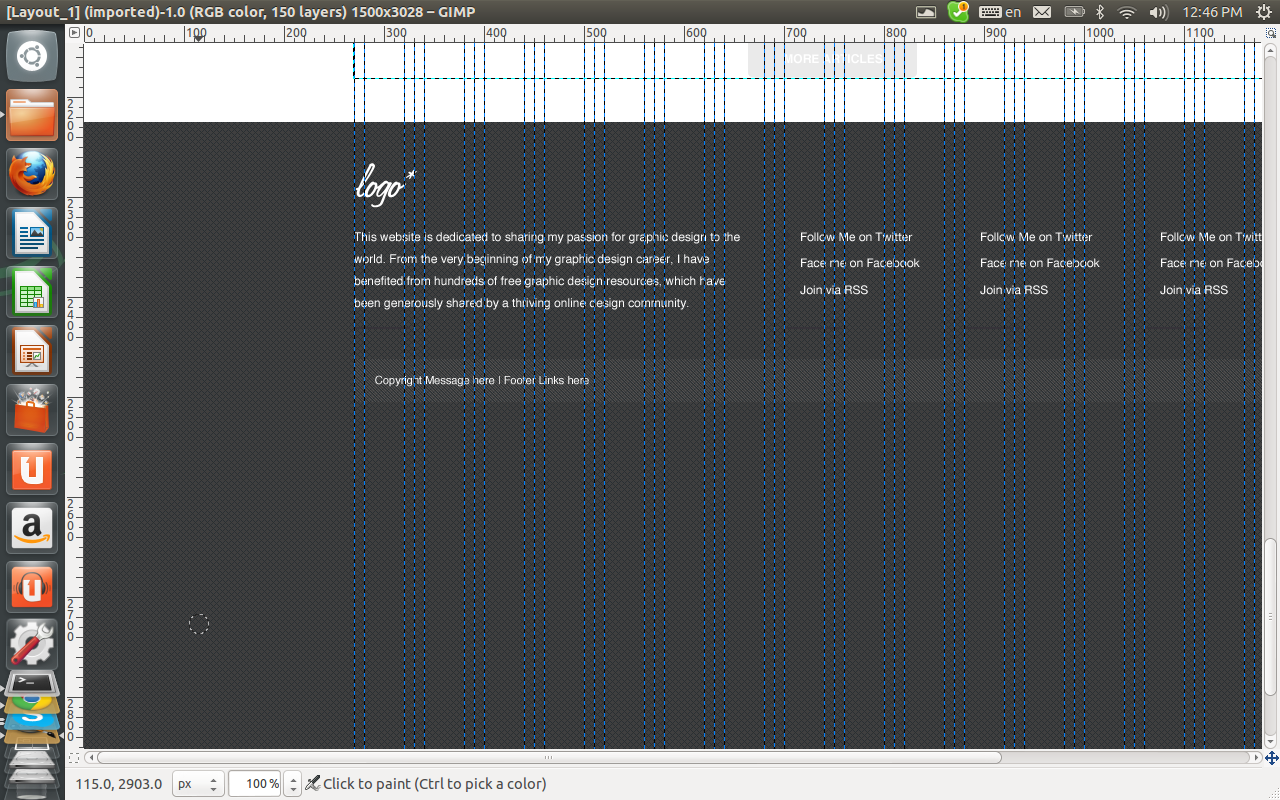 [Layout_1] (imported)-1.0 (RGB color, 150 layers) 1500x3028 – GIMP
en
12:46 PM
0 100 200 300 400 500 600 700 800 900 1000 1100
MORE ARTICLES
2200
2300
2400
2500
2600
2700
2800
logo
This website is dedicated to sharing my passion for graphic design to the
world. From the very beginning of my graphic design career, I have
benefited from hundreds of free graphic design resources, which have
been generously shared by a thriving online design community.
Follow Me on Twitter
Face me on Facebook
Join via RSS
Follow Me on Twitter
Face me on Facebook
Join via RSS
Follow Me on Twitt
Face me on Facebo
Join via RSS
Copyright Message here | Footer Links here
115.0, 2903.0 px 100 % Click to paint (Ctrl to pick a color)